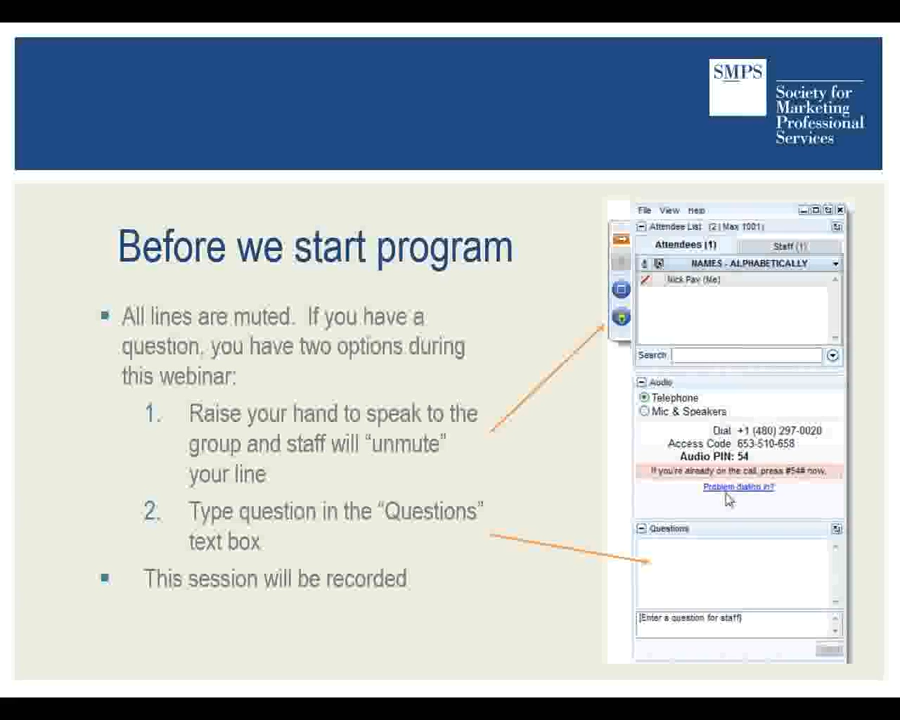 SMPS
Society for
Marketing
Professional
Services
Before we start program
All lines are muted. If you have a
question, you have two options during
this webinar:
1. Raise your hand to speak to the
group and staff will “unmute”
your line
2. Type question in the “Questions”
text box
This session will be recorded
File View Help
Attendee List (2 | Max 1001)
Attendees (1) Staff (1)
NAMES - ALPHABETICALLY
Nick Pav (Me)
Search
Audio
Telephone
Mic & Speakers
Dial +1 (480) 297-0020
Access Code 653-510-658
Audio PIN: 54
If you're already on the call, press #54# now.
Problem dialing in?
Questions
[Enter a question for staff]